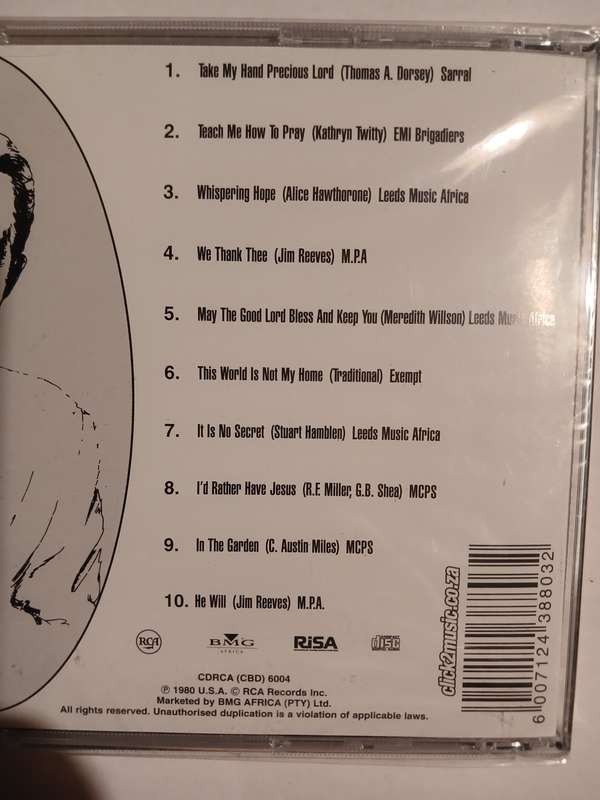 1. Take My Hand Precious Lord (Thomas A. Dorsey) Sarral
2. Teach Me How To Pray (Kathryn Twitty) EMI Brigadiers
3. Whispering Hope (Alice Hawthorone) Leeds Music Africa
4. We Thank Thee (Jim Reeves) M.P.A
5. May The Good Lord Bless And Keep You (Meredith Willson) Leeds Music Africa
6. This World Is Not My Home (Traditional) Exempt
7. It Is No Secret (Stuart Hamblen) Leeds Music Africa
8. I'd Rather Have Jesus (R.F. Miller, G.B. Shea) MCPS
9. In The Garden (C. Austin Miles) MCPS
10. He Will (Jim Reeves) M.P.A.
RCA
BMG
AFRICA
RiSA
disc
CDRCA (CBD) 6004
℗ 1980 U.S.A. © RCA Records Inc.
Marketed by BMG AFRICA (PTY) Ltd.
All rights reserved. Unauthorised duplication is a violation of applicable laws.
click2music.co.za
6 007124 388032